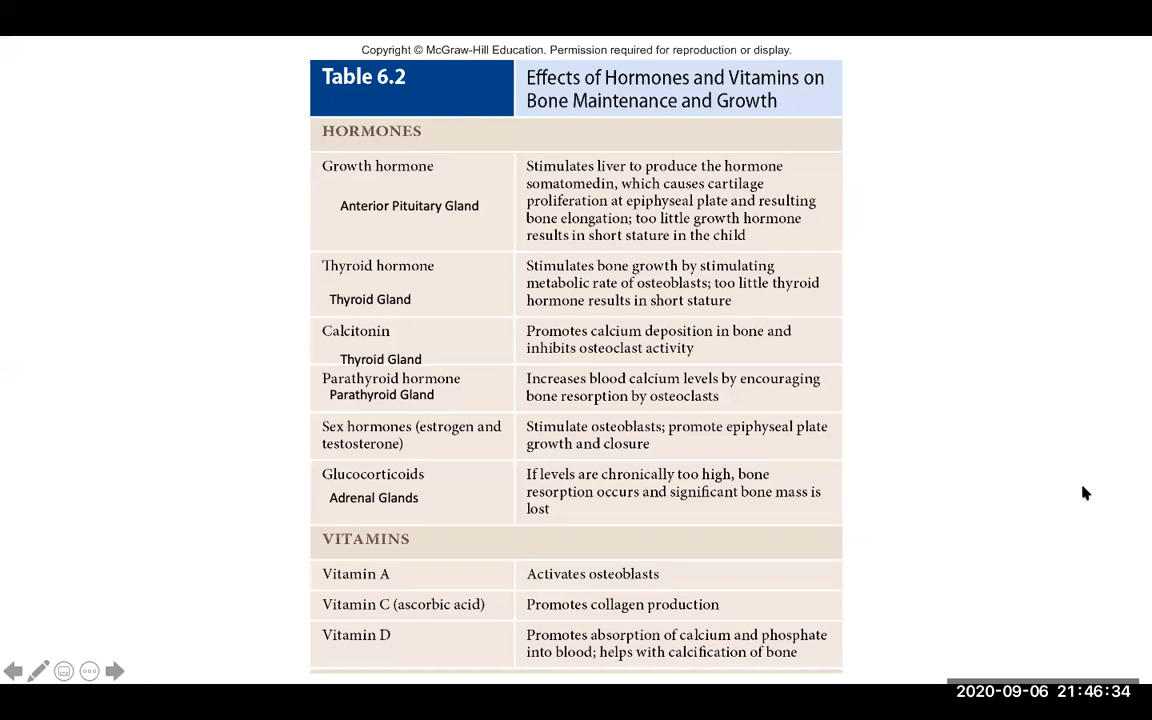 Copyright © McGraw-Hill Education. Permission required for reproduction or display.
Table 6.2
Effects of Hormones and Vitamins on
Bone Maintenance and Growth
HORMONES
Growth hormone
Anterior Pituitary Gland
Stimulates liver to produce the hormone
somatomedin, which causes cartilage
proliferation at epiphyseal plate and resulting
bone elongation; too little growth hormone
results in short stature in the child
Thyroid hormone
Thyroid Gland
Stimulates bone growth by stimulating
metabolic rate of osteoblasts; too little thyroid
hormone results in short stature
Calcitonin
Thyroid Gland
Promotes calcium deposition in bone and
inhibits osteoclast activity
Parathyroid hormone
Parathyroid Gland
Increases blood calcium levels by encouraging
bone resorption by osteoclasts
Sex hormones (estrogen and
testosterone)
Stimulate osteoblasts; promote epiphyseal plate
growth and closure
Glucocorticoids
Adrenal Glands
If levels are chronically too high, bone
resorption occurs and significant bone mass is
lost
VITAMINS
Vitamin A
Activates osteoblasts
Vitamin C (ascorbic acid)
Promotes collagen production
Vitamin D
Promotes absorption of calcium and phosphate
into blood; helps with calcification of bone
2020-09-06 21:46:34